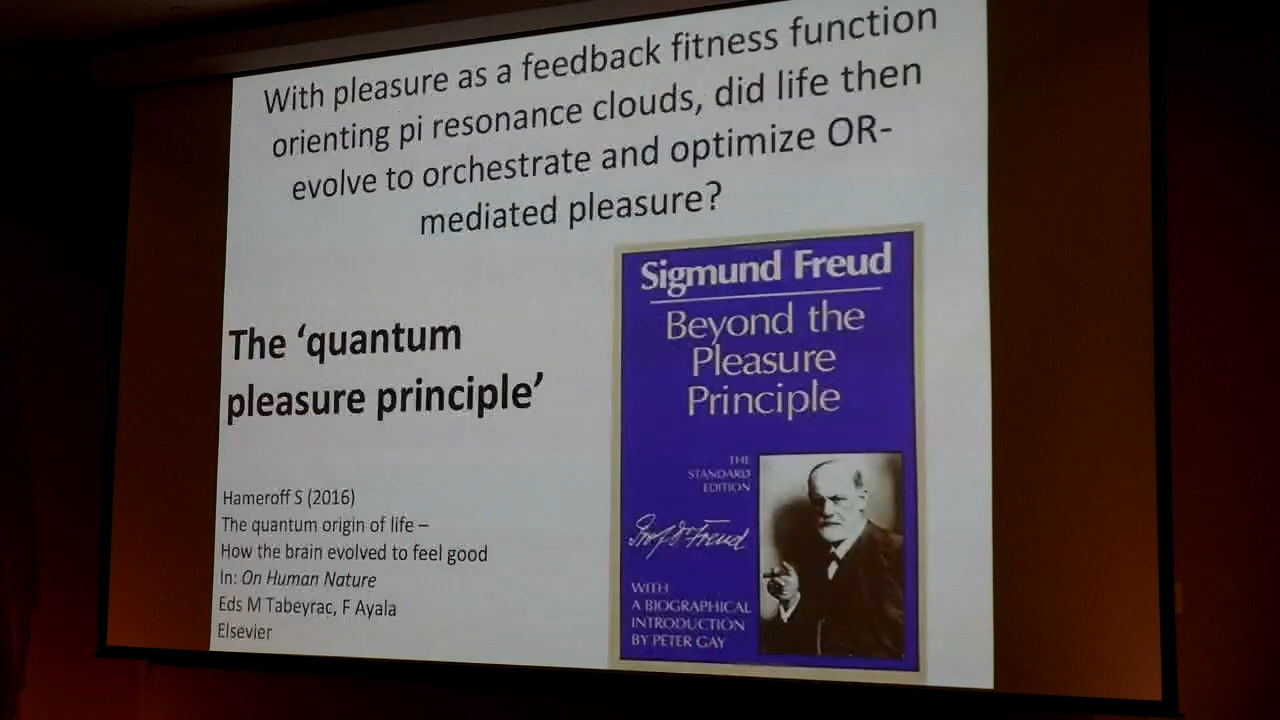 With pleasure as a feedback fitness function
orienting pi resonance clouds, did life then
evolve to orchestrate and optimize OR-
mediated pleasure?
The ‘quantum
pleasure principle’
Hameroff S (2016)
The quantum origin of life –
How the brain evolved to feel good
In: On Human Nature
Eds M Tabeyrac, F Ayala
Elsevier
Sigmund Freud
Beyond the
Pleasure
Principle
THE
STANDARD
EDITION
Prof Dr Freud
WITH
A BIOGRAPHICAL
INTRODUCTION
BY PETER GAY